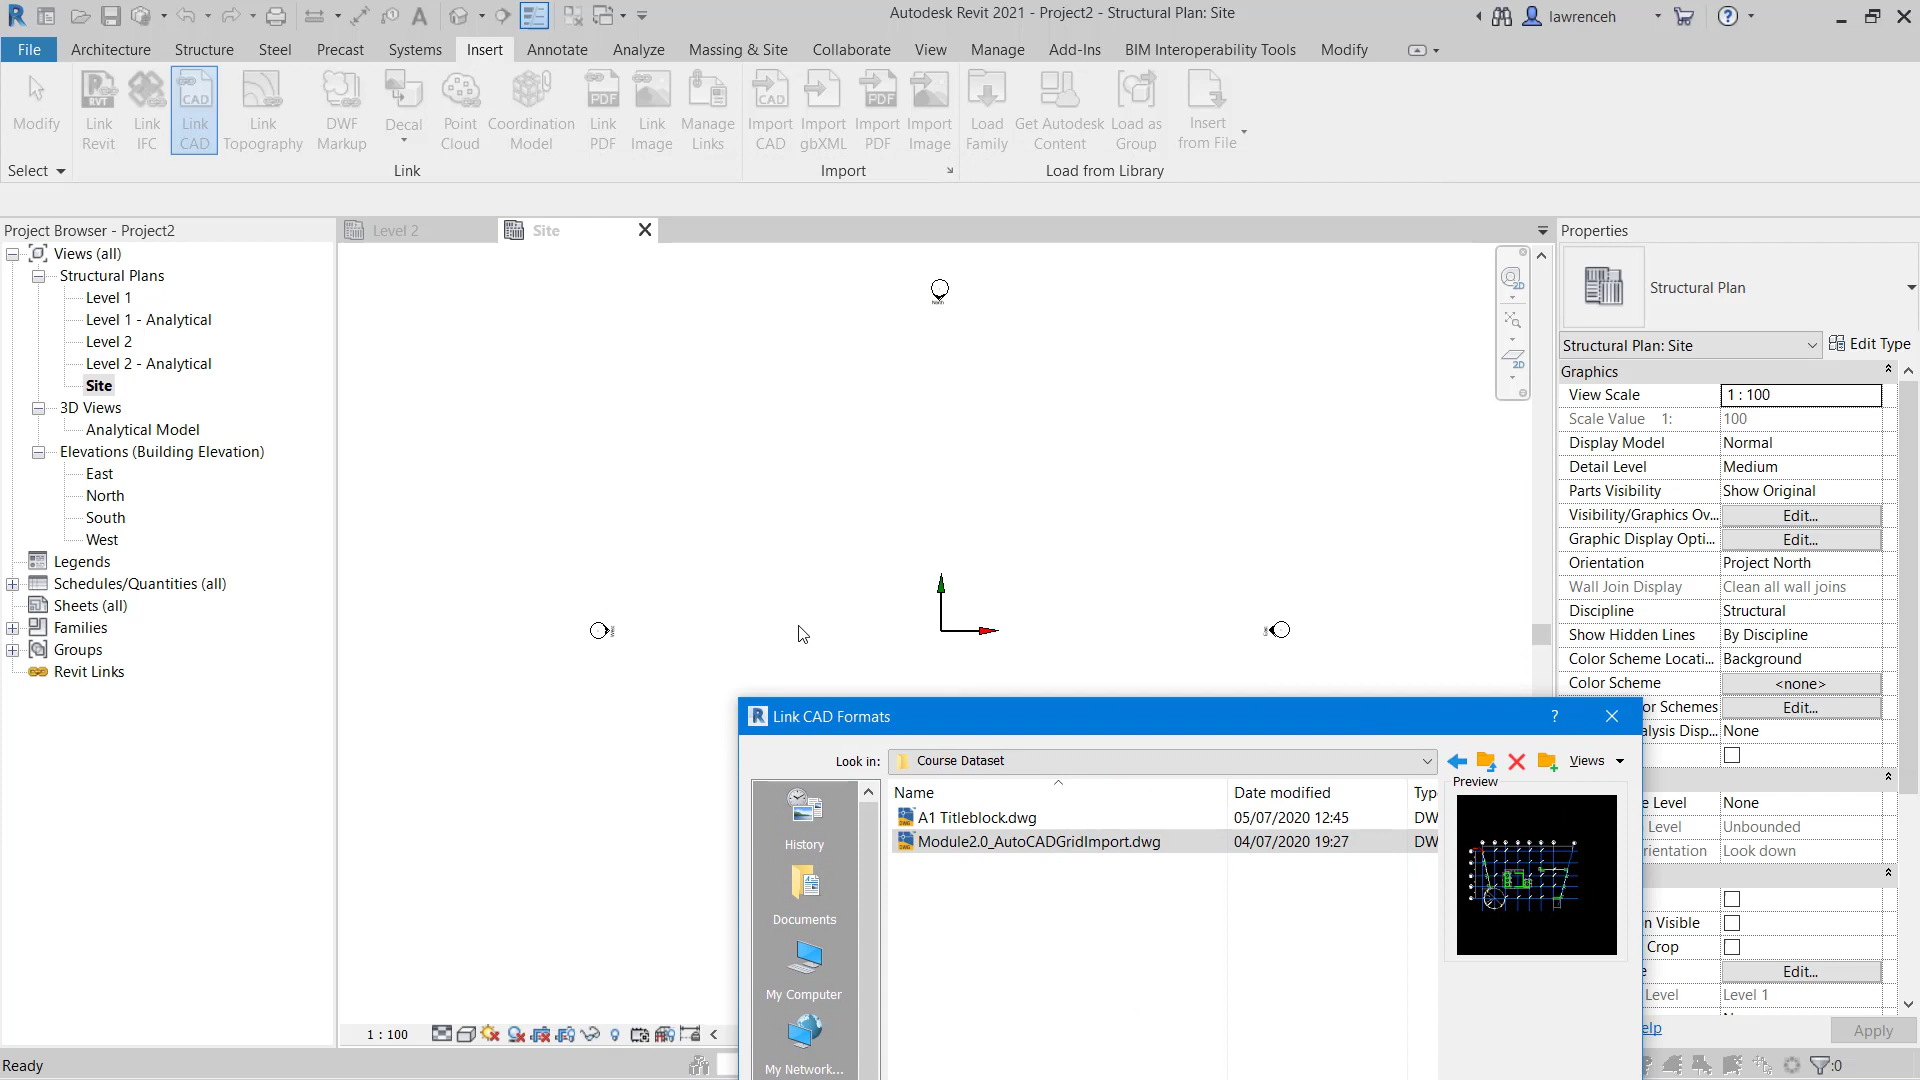 Autodesk Revit 2021 - Project2 - Structural Plan: Site
lawrenceh
File Architecture Structure Steel Precast Systems Insert Annotate Analyze Massing & Site Collaborate View Manage Add-Ins BIM Interoperability Tools Modify
Modify
Link Revit
Link IFC
Link CAD
Link Topography
DWF Markup
Decal
Point Cloud
Coordination Model
Link PDF
Link Image
Manage Links
Import CAD
Import gbXML
Import PDF
Import Image
Load Family
Get Autodesk Content
Load as Group
Insert from File
Select
Link
Import
Load from Library
Project Browser - Project2
Views (all)
Structural Plans
Level 1
Level 1 - Analytical
Level 2
Level 2 - Analytical
Site
3D Views
Analytical Model
Elevations (Building Elevation)
East
North
South
West
Legends
Schedules/Quantities (all)
Sheets (all)
Families
Groups
Revit Links
Level 2
Site
North
2D
2D
Properties
Structural Plan
Structural Plan: Site
Edit Type
Graphics
View Scale 1 : 100
Scale Value 1: 100
Display Model Normal
Detail Level Medium
Parts Visibility Show Original
Visibility/Graphics Ov... Edit...
Graphic Display Opti... Edit...
Orientation Project North
Wall Join Display Clean all wall joins
Discipline Structural
Show Hidden Lines By Discipline
Color Scheme Locati... Background
Color Scheme <none>
or Schemes Edit...
alysis Disp... None
e Level None
Level Unbounded
rientation Look down
n Visible
Crop
e Edit...
Level Level 1
elp
Apply
Link CAD Formats
?
Look in: Course Dataset
Views
Preview
Name Date modified Typ
A1 Titleblock.dwg 05/07/2020 12:45 DW
Module2.0_AutoCADGridImport.dwg 04/07/2020 19:27 DW
History
Documents
My Computer
My Network...
1 : 100
Ready
:0